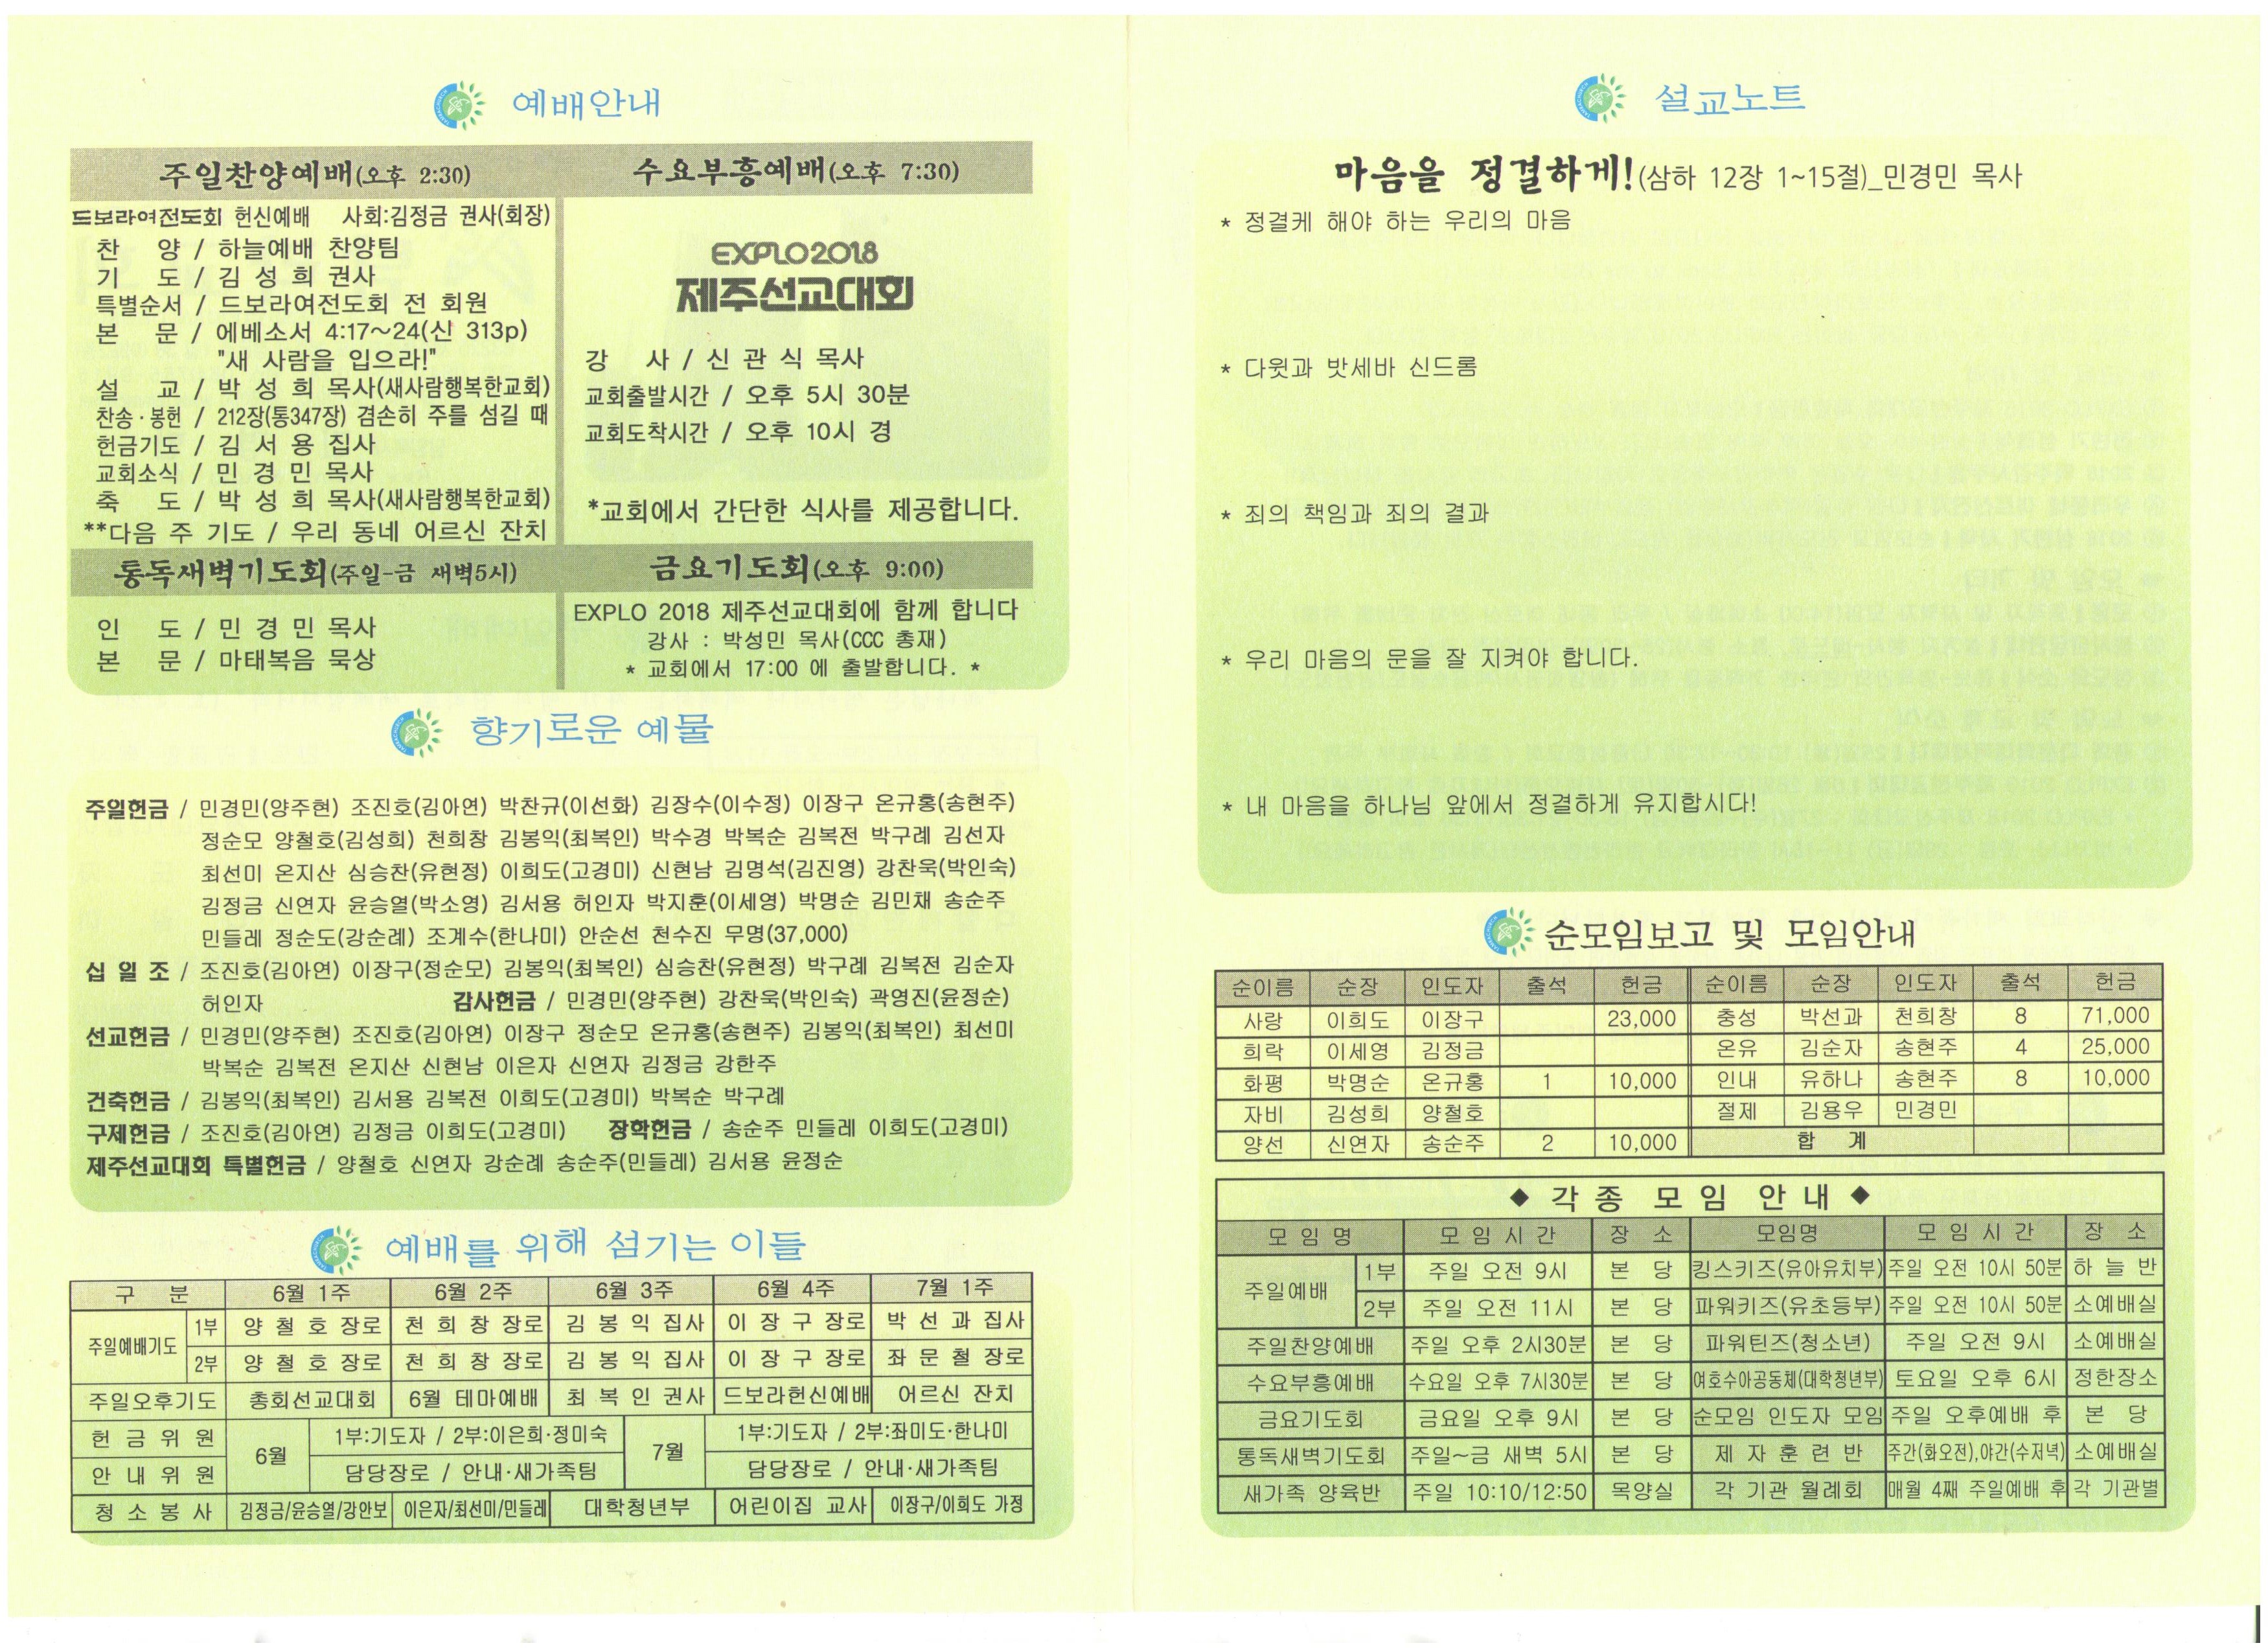 예배안내
주일찬양예배(오후 2:30)
드보라여전도회 헌신예배 사회:김정금 권사(회장)
찬 양 / 하늘예배 찬양팀
기 도 / 김 성 희 권사
특별순서 / 드보라여전도회 전 회원
본 문 / 에베소서 4:17~24(신 313p)
"새 사람을 입으라!"
설 교 / 박 성 희 목사(새사람행복한교회)
찬송·봉헌 / 212장(통347장) 겸손히 주를 섬길 때
헌금기도 / 김 서 용 집사
교회소식 / 민 경 민 목사
축 도 / 박 성 희 목사(새사람행복한교회)
**다음 주 기도 / 우리 동네 어르신 잔치
수요부흥예배(오후 7:30)
EXPLO2018
제주선교대회
강 사 / 신 관 식 목사
교회출발시간 / 오후 5시 30분
교회도착시간 / 오후 10시 경
*교회에서 간단한 식사를 제공합니다.
통독새벽기도회(주일-금 새벽5시)
인 도 / 민 경 민 목사
본 문 / 마태복음 묵상
금요기도회(오후 9:00)
EXPLO 2018 제주선교대회에 함께 합니다
강사 : 박성민 목사(CCC 총재)
* 교회에서 17:00 에 출발합니다. *
향기로운 예물
주일헌금 / 민경민(양주현) 조진호(김아연) 박찬규(이선화) 김장수(이수정) 이장구 온규홍(송현주)
정순모 양철호(김성희) 천희창 김봉익(최복인) 박수경 박복순 김복전 박구례 김선자
최선미 온지산 심승찬(유현정) 이희도(고경미) 신현남 김명석(김진영) 강찬욱(박인숙)
김정금 신연자 윤승열(박소영) 김서용 허인자 박지훈(이세영) 박명순 김민채 송순주
민들레 정순도(강순례) 조계수(한나미) 안순선 천수진 무명(37,000)
십 일 조 / 조진호(김아연) 이장구(정순모) 김봉익(최복인) 심승찬(유현정) 박구례 김복전 김순자
허인자 감사헌금 / 민경민(양주현) 강찬욱(박인숙) 곽영진(윤정순)
선교헌금 / 민경민(양주현) 조진호(김아연) 이장구 정순모 온규홍(송현주) 김봉익(최복인) 최선미
박복순 김복전 온지산 신현남 이은자 신연자 김정금 강한주
건축헌금 / 김봉익(최복인) 김서용 김복전 이희도(고경미) 박복순 박구례
구제헌금 / 조진호(김아연) 김정금 이희도(고경미) 장학헌금 / 송순주 민들레 이희도(고경미)
제주선교대회 특별헌금 / 양철호 신연자 강순례 송순주(민들레) 김서용 윤정순
예배를 위해 섬기는 이들
구 분 6월 1주 6월 2주 6월 3주 6월 4주 7월 1주
주일예배기도 1부 양 철 호 장로 천 희 창 장로 김 봉 익 집사 이 장 구 장로 박 선 과 집사
2부 양 철 호 장로 천 희 창 장로 김 봉 익 집사 이 장 구 장로 좌 문 철 장로
주일오후기도 총회선교대회 6월 테마예배 최 복 인 권사 드보라헌신예배 어르신 잔치
헌 금 위 원 6월 1부:기도자 / 2부:이은희·정미숙 7월 1부:기도자 / 2부:좌미도·한나미
안 내 위 원 담당장로 / 안내·새가족팀 담당장로 / 안내·새가족팀
청 소 봉 사 김정금/윤승열/강안보 이은자/최선미/민들레 대학청년부 어린이집 교사 이장구/이희도 가정
설교노트
마음을 정결하게!(삼하 12장 1~15절)_민경민 목사
* 정결케 해야 하는 우리의 마음
* 다윗과 밧세바 신드롬
* 죄의 책임과 죄의 결과
* 우리 마음의 문을 잘 지켜야 합니다.
* 내 마음을 하나님 앞에서 정결하게 유지합시다!
순모임보고 및 모임안내
순이름 순장 인도자 출석 헌금 순이름 순장 인도자 출석 헌금
사랑 이희도 이장구 23,000 충성 박선과 천희창 8 71,000
희락 이세영 김정금 온유 김순자 송현주 4 25,000
화평 박명순 온규홍 1 10,000 인내 유하나 송현주 8 10,000
자비 김성희 양철호 절제 김용우 민경민
양선 신연자 송순주 2 10,000 합 계
◆ 각 종 모 임 안 내 ◆
모 임 명 모 임 시 간 장 소 모임명 모 임 시 간 장 소
주일예배 1부 주일 오전 9시 본 당 킹스키즈(유아유치부) 주일 오전 10시 50분 하 늘 반
2부 주일 오전 11시 본 당 파워키즈(유초등부) 주일 오전 10시 50분 소예배실
주일찬양예배 주일 오후 2시30분 본 당 파워틴즈(청소년) 주일 오전 9시 소예배실
수요부흥예배 수요일 오후 7시30분 본 당 여호수아공동체(대학청년부) 토요일 오후 6시 정한장소
금요기도회 금요일 오후 9시 본 당 순모임 인도자 모임 주일 오후예배 후 본 당
통독새벽기도회 주일~금 새벽 5시 본 당 제 자 훈 련 반 주간(화오전),야간(수저녁) 소예배실
새가족 양육반 주일 10:10/12:50 목양실 각 기관 월례회 매월 4째 주일예배 후 각 기관별